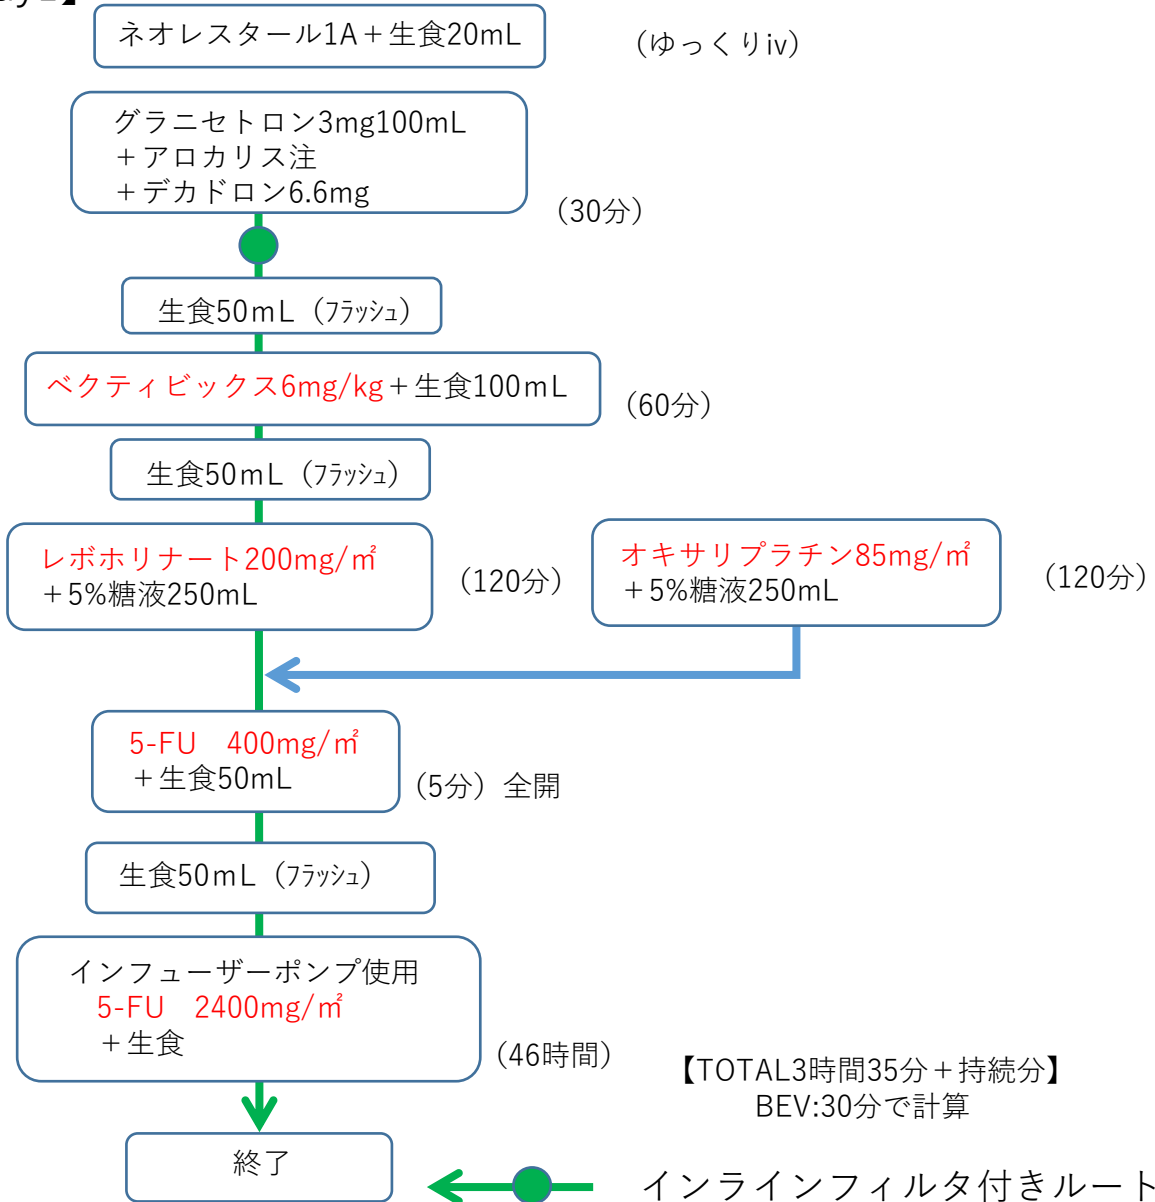 ネオレスタール1A＋生食20mL
(ゆっくりiv)
グラニセトロン3mg100mL
＋アロカリス注
＋デカドロン6.6mg
(30分)
生食50mL（ﾌﾗｯｼｭ）
ベクティビックス6mg/kg＋生食100mL
(60分)
生食50mL（ﾌﾗｯｼｭ）
レボホリナート200mg/㎡
＋5%糖液250mL
(120分)
オキサリプラチン85mg/㎡
＋5%糖液250mL
(120分)
5-FU　400mg/㎡
＋生食50mL
(5分）全開
生食50mL（ﾌﾗｯｼｭ）
インフューザーポンプ使用
5-FU　2400mg/㎡
＋生食
(46時間)
【TOTAL3時間35分＋持続分】
BEV:30分で計算
終了
インラインフィルタ付きルート